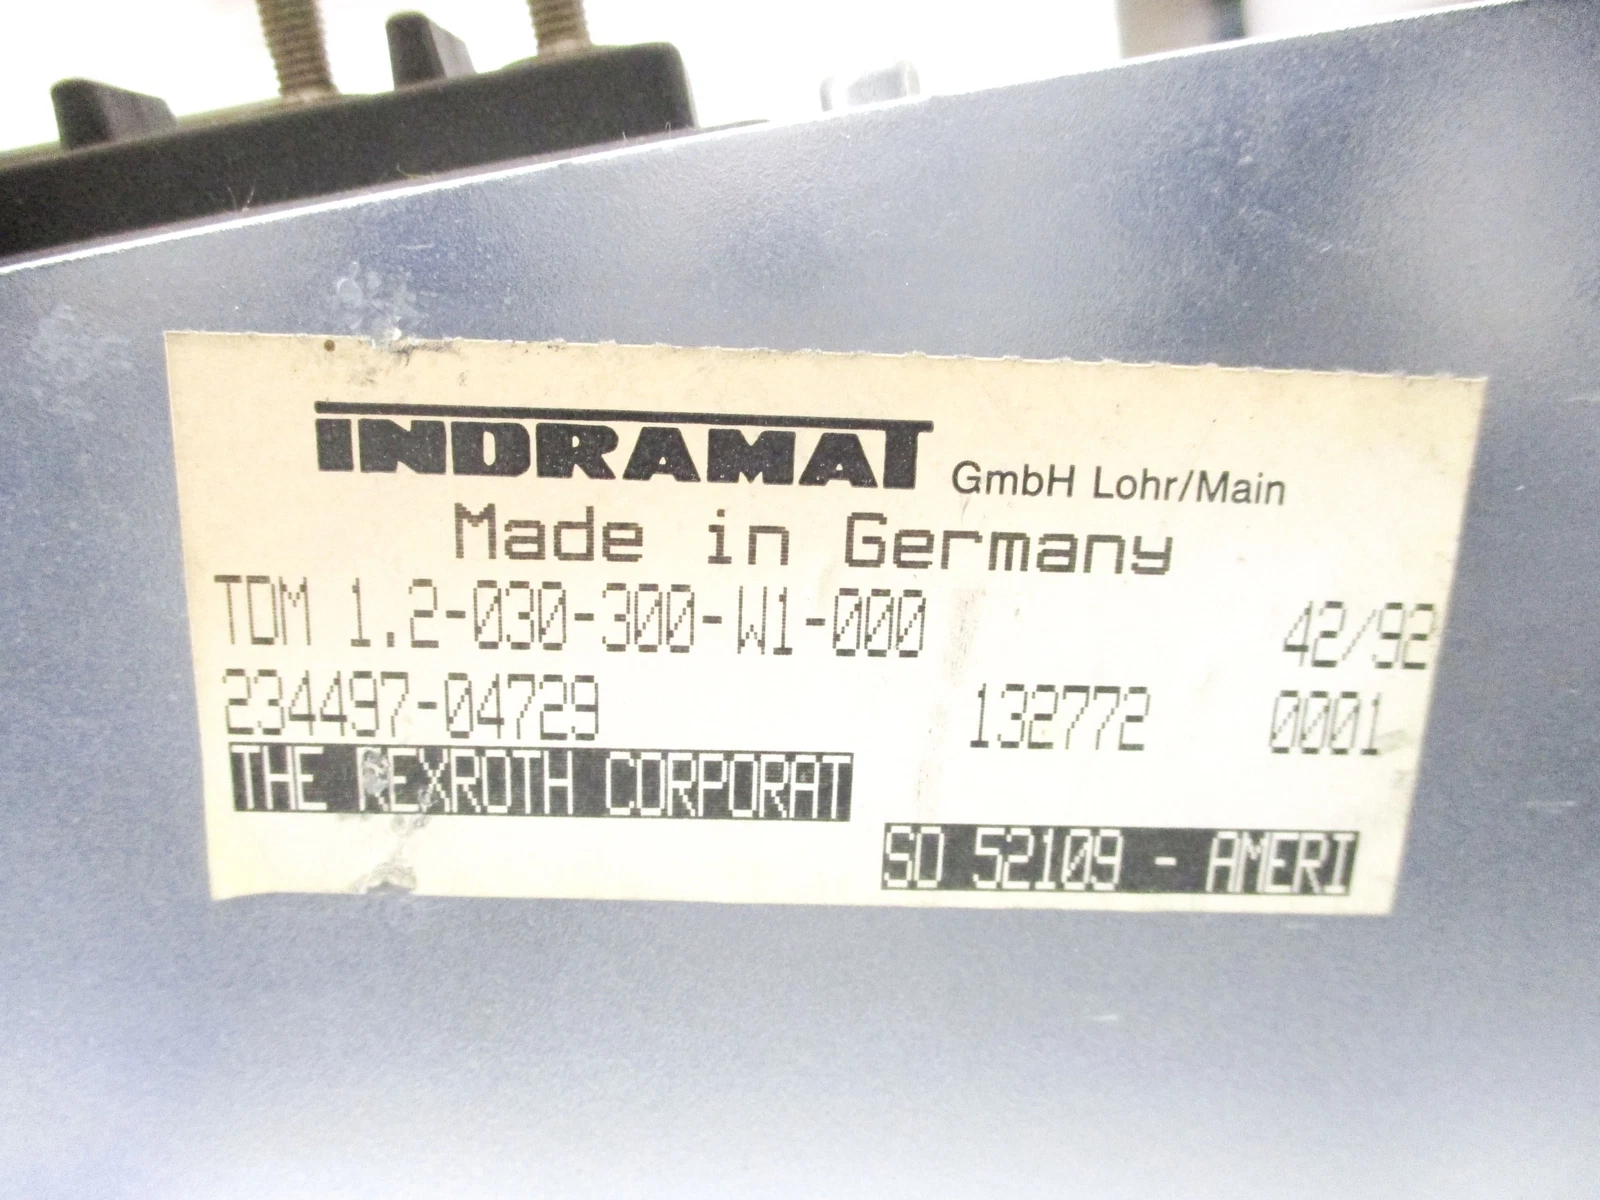 INDRAMAT GmbH Lohr/Main
Made in Germany
TDM 1.2-030-300-W1-000 42/92
234497-04729 132772 0001
THE REXROTH CORPORAT
SO 52109 - AMERI